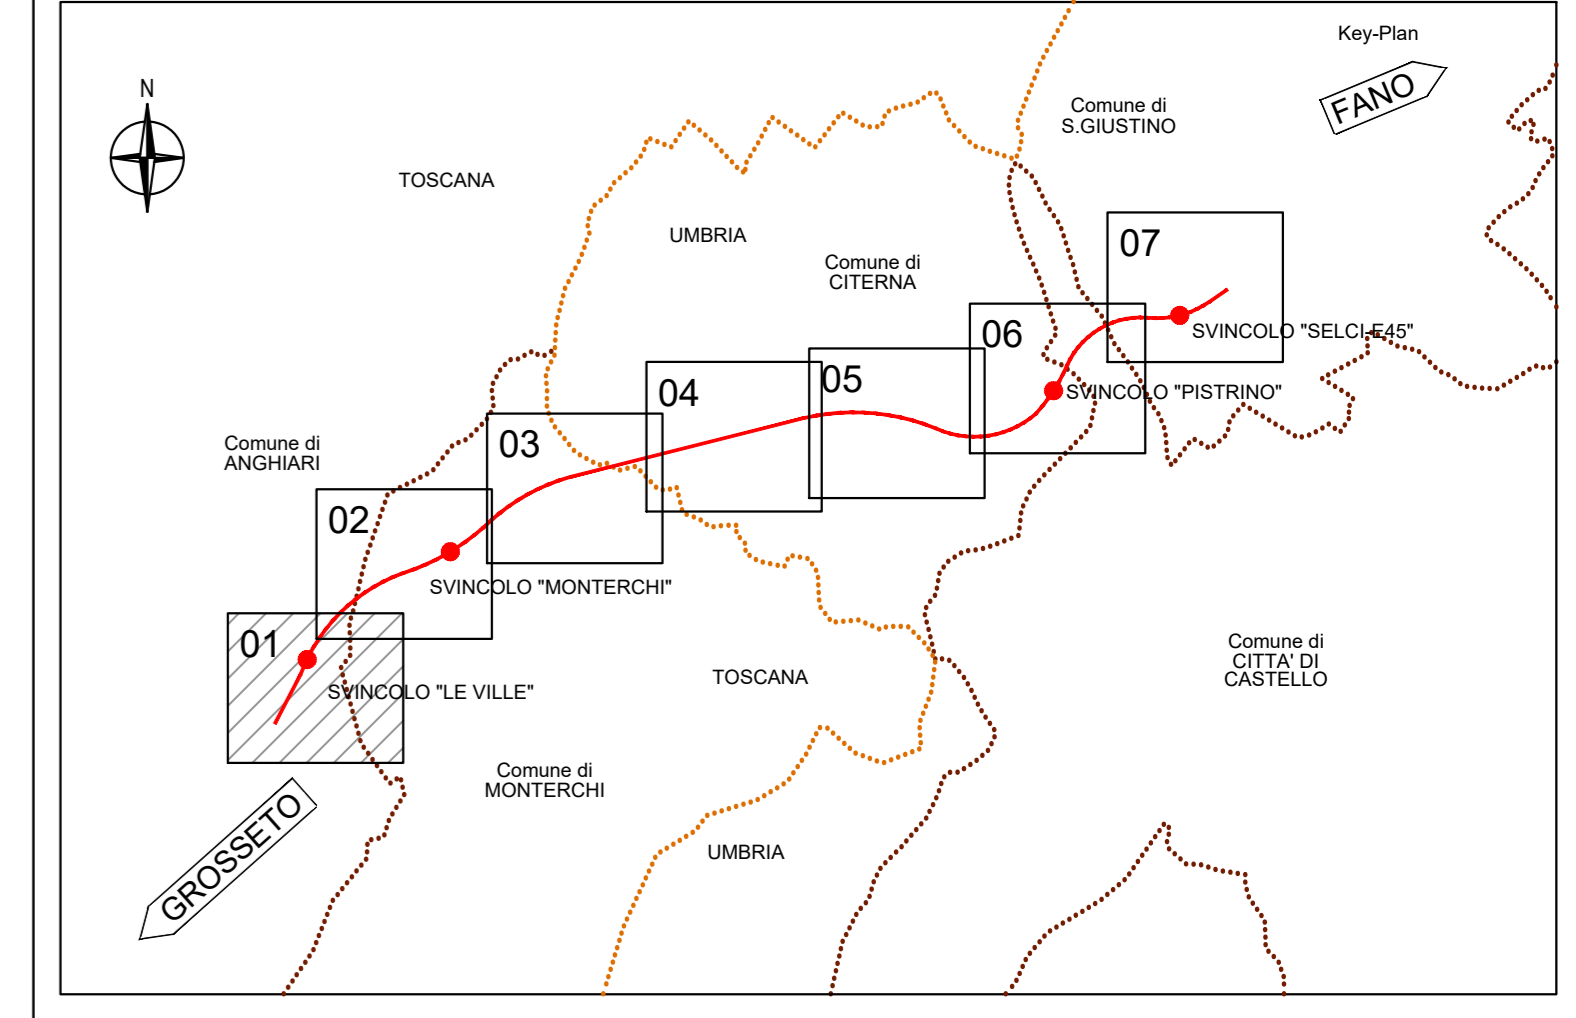 Key-Plan
FANO
N
Comune di
S.GIUSTINO
TOSCANA
UMBRIA
07
Comune di
CITERNA
06
SVINCOLO "SELCI-E45"
05
04
SVINCOLO "PISTRINO"
03
Comune di
ANGHIARI
02
SVINCOLO "MONTERCHI"
01
SVINCOLO "LE VILLE"
TOSCANA
Comune di
CITTA' DI
CASTELLO
Comune di
MONTERCHI
GROSSETO
UMBRIA